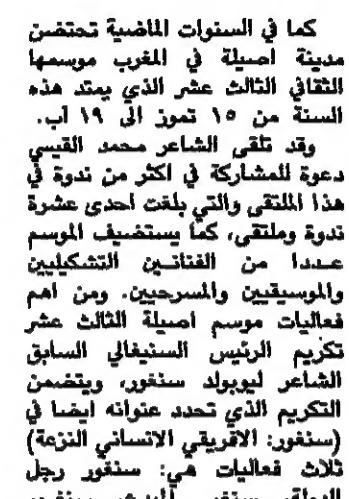 كما في السنوات الماضية تحتضن
مدينة اصيلة في المغرب موسمها
الثقافي الثالث عشر الذي يمتد هذه
السنة من ١٥ تموز الى ١٩ آب.
وقد تلقى الشاعر محمد القيسي
دعوة للمشاركة في اكثر من ندوة في
هذا الملتقى والتي بلغت احدى عشرة
ندوة وملتقى، كما يستضيف الموسم
عددا من الفنانين التشكيليين
والموسيقيين والمسرحيين. ومن اهم
فعاليات موسم اصيلة الثالث عشر
تكريم الرئيس السنيغالي السابق
الشاعر ليوبولد سنغور، ويتضمن
التكريم الذي تحدد عنوانه ايضا في
(سنغور: الافريقي الانساني النزعة)
ثلاث فعاليات هي: سنغور رجل